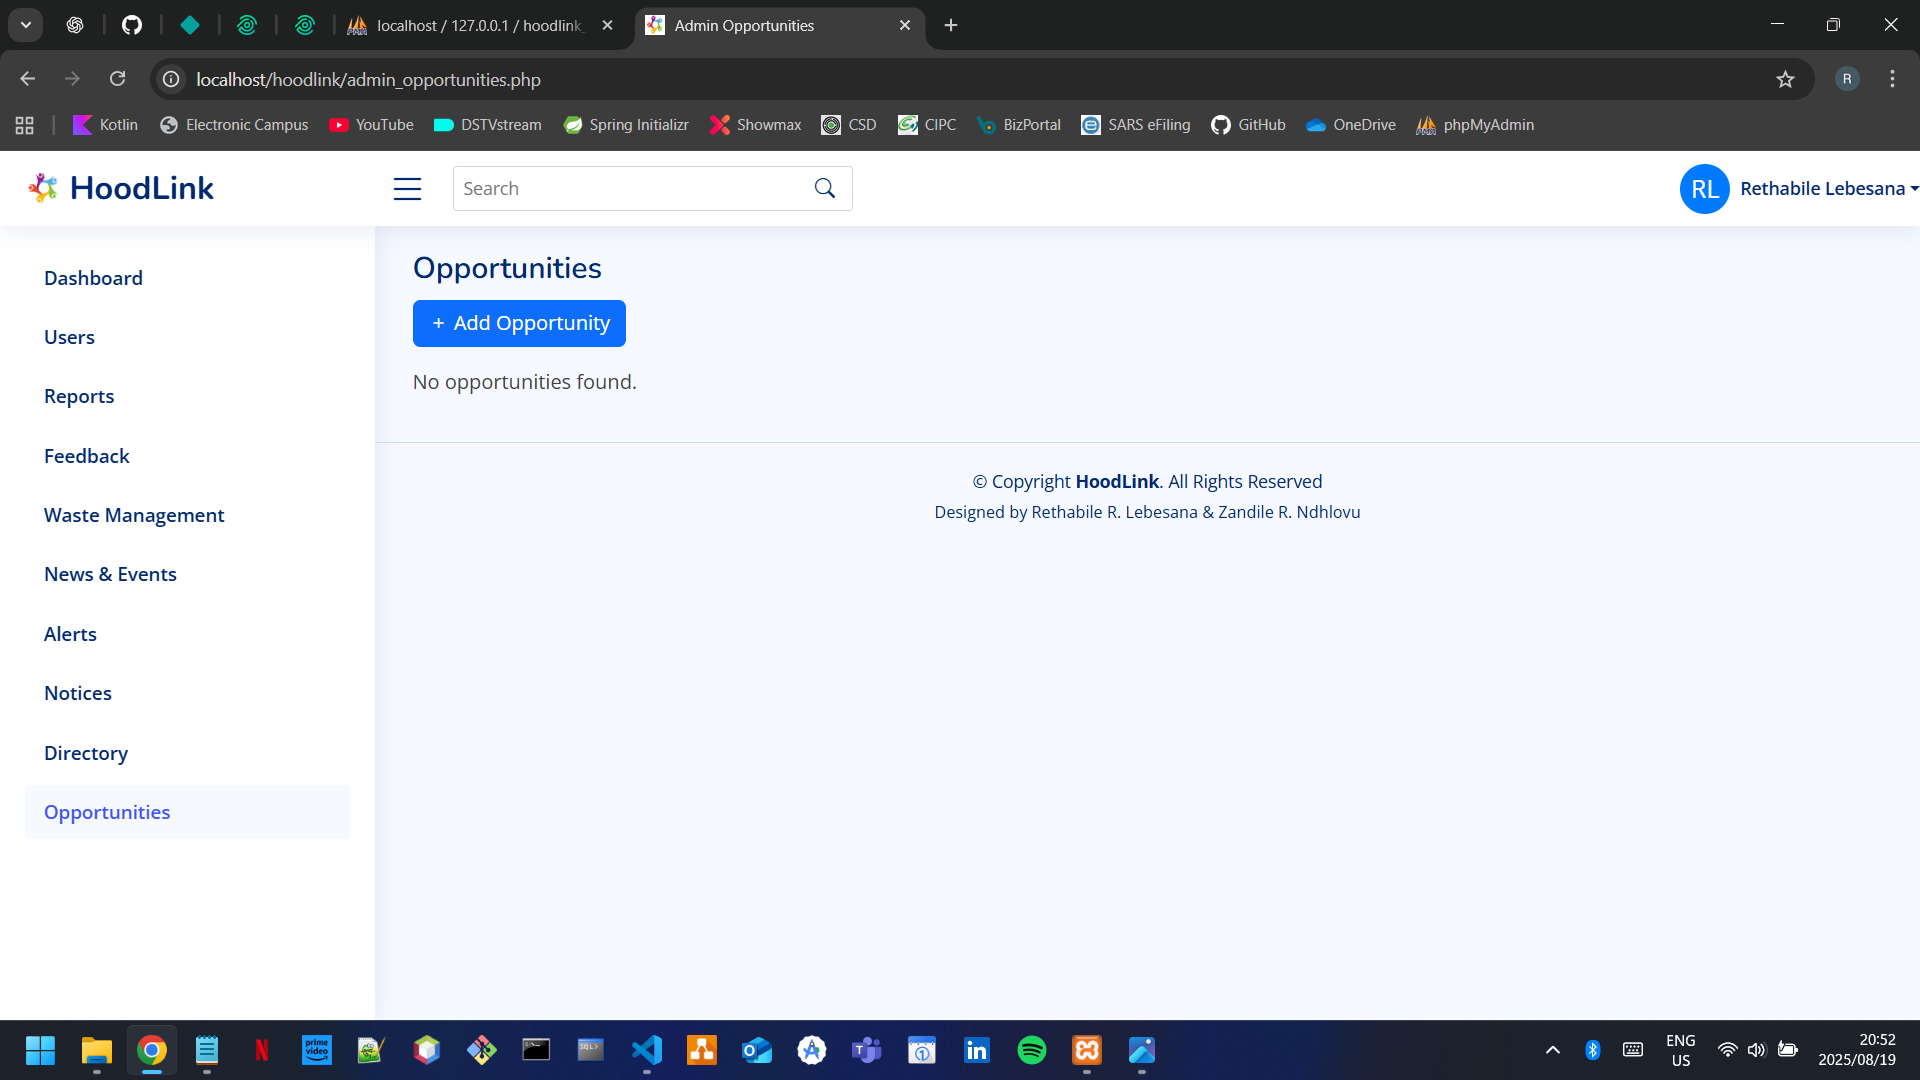 localhost / 127.0.0.1 / hoodlink_
Admin Opportunities
localhost/hoodlink/admin_opportunities.php
R
Kotlin
Electronic Campus
YouTube
DSTVstream
Spring Initializr
Showmax
CSD
CIPC
BizPortal
SARS eFiling
GitHub
OneDrive
phpMyAdmin
HoodLink
Search
RL
Rethabile Lebesana
Dashboard
Users
Reports
Feedback
Waste Management
News & Events
Alerts
Notices
Directory
Opportunities
Opportunities
+ Add Opportunity
No opportunities found.
© Copyright HoodLink. All Rights Reserved
Designed by Rethabile R. Lebesana & Zandile R. Ndhlovu
N
prime video
ENG
US
20:52
2025/08/19